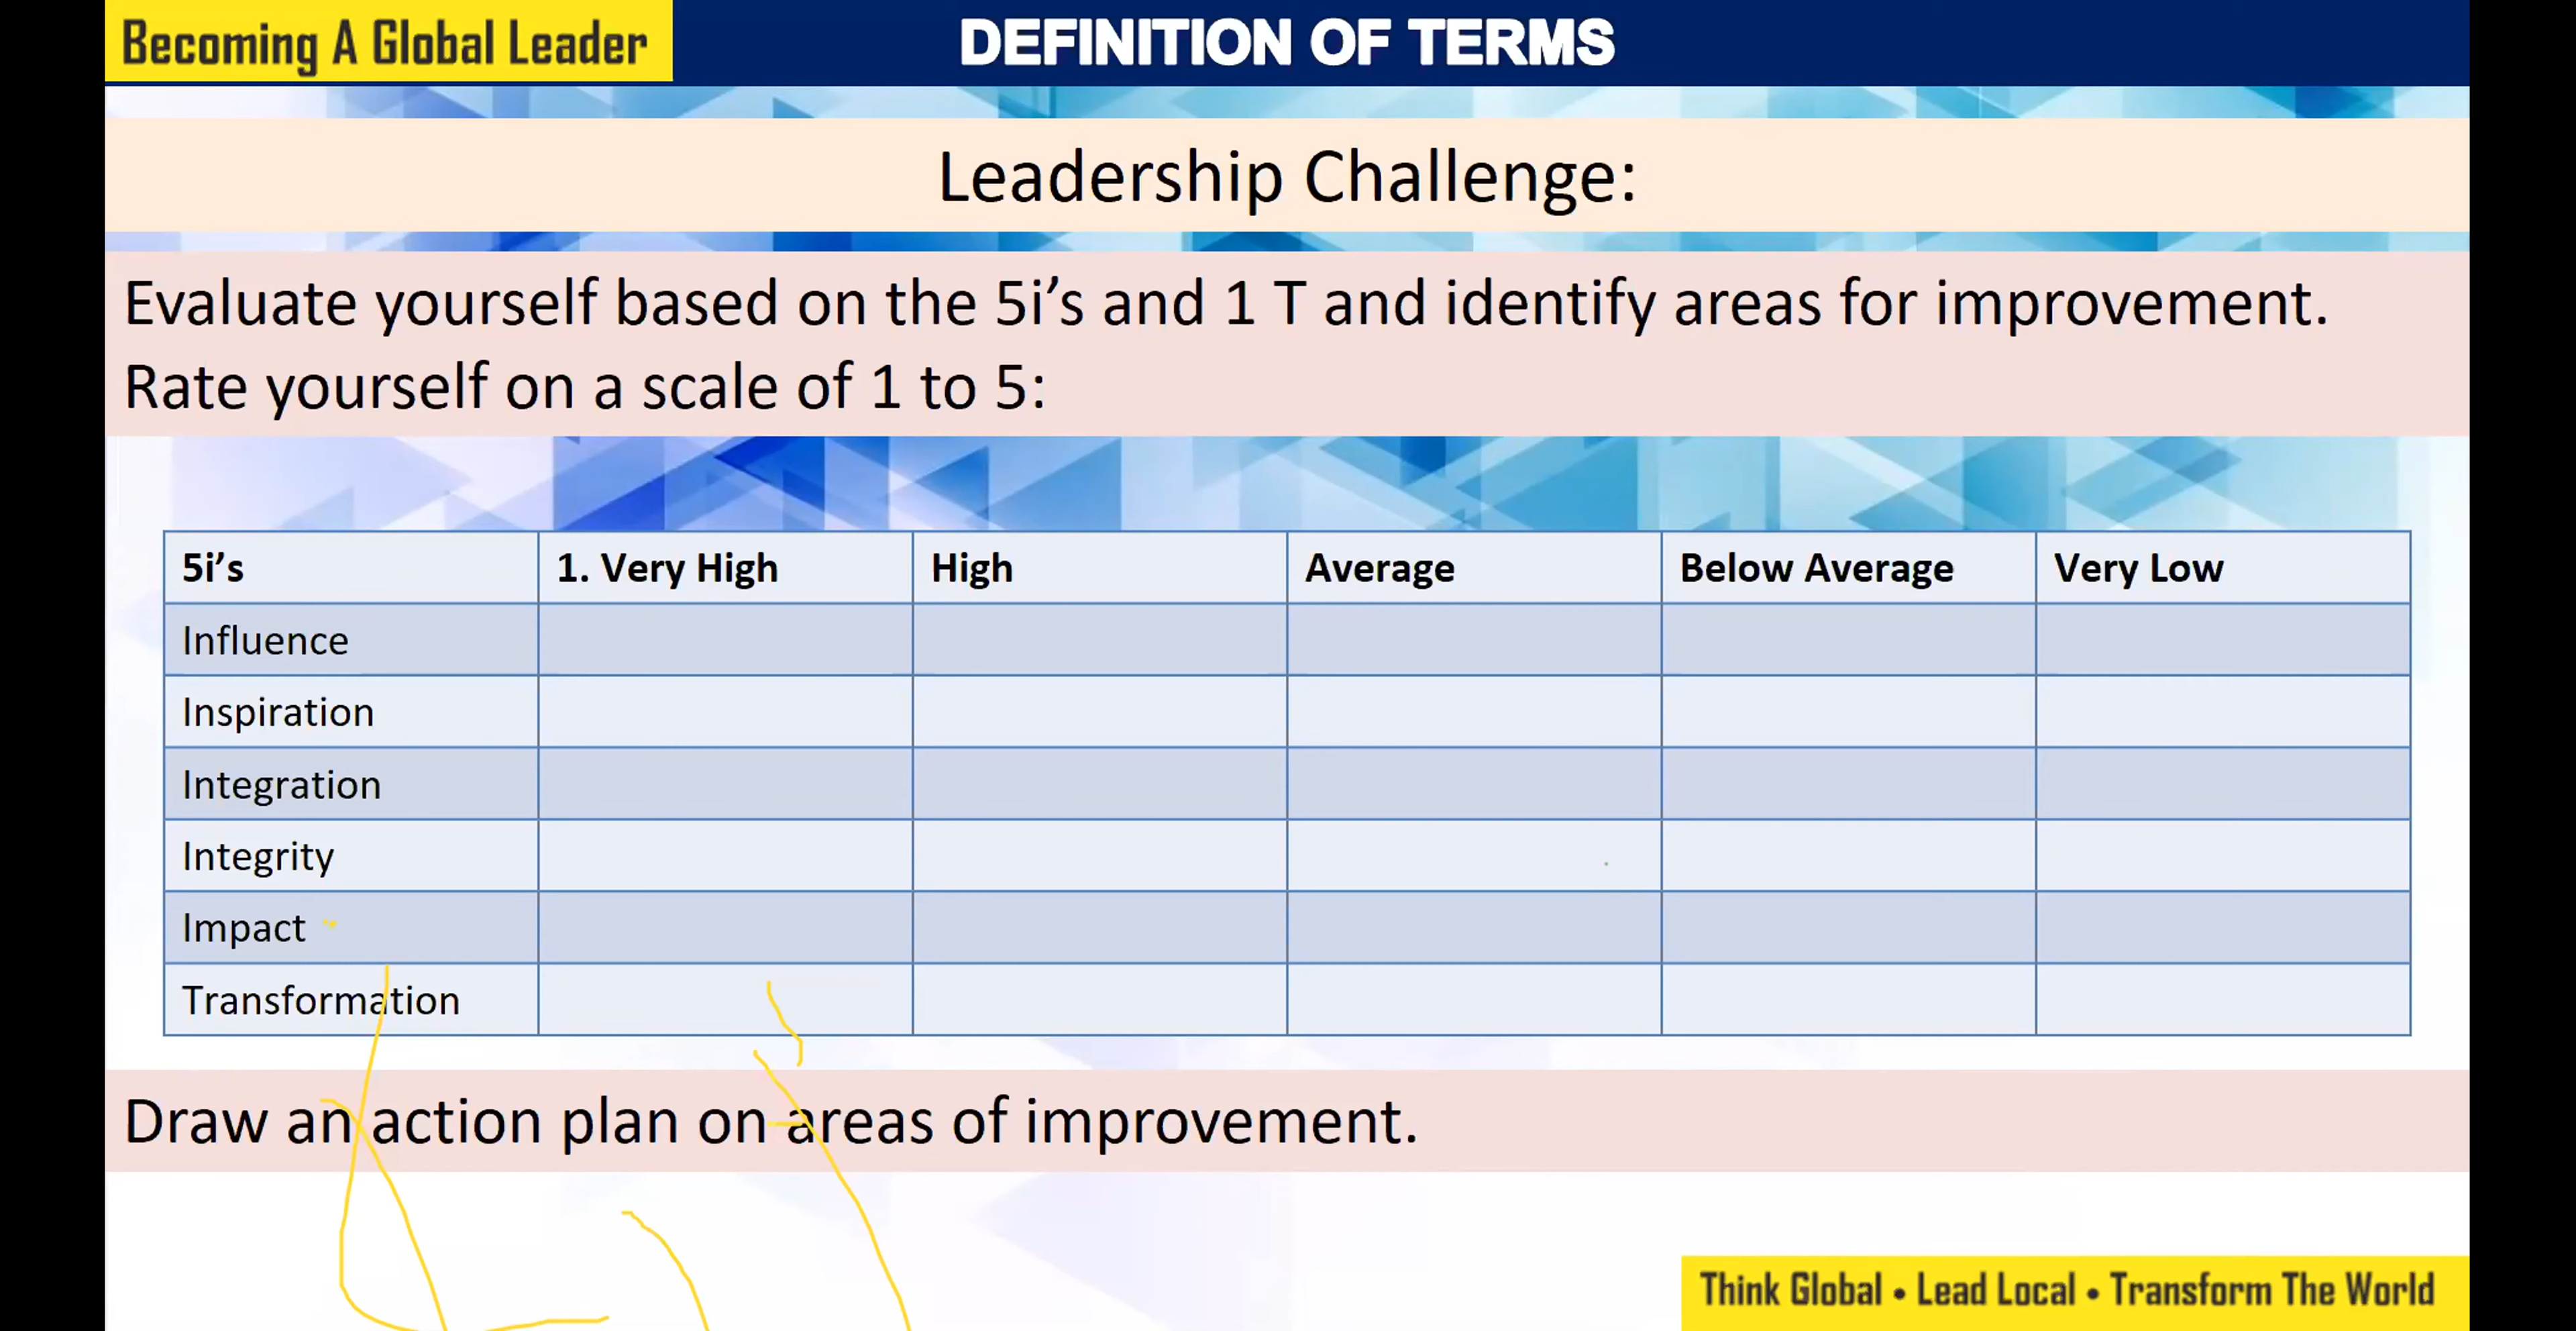 Becoming A Global Leader
DEFINITION OF TERMS
Leadership Challenge:
Evaluate yourself based on the 5i’s and 1 T and identify areas for improvement.
Rate yourself on a scale of 1 to 5:
5i’s 1. Very High High Average Below Average Very Low
Influence
Inspiration
Integration
Integrity
Impact
Transformation
Draw an action plan on areas of improvement.
Think Global • Lead Local • Transform The World